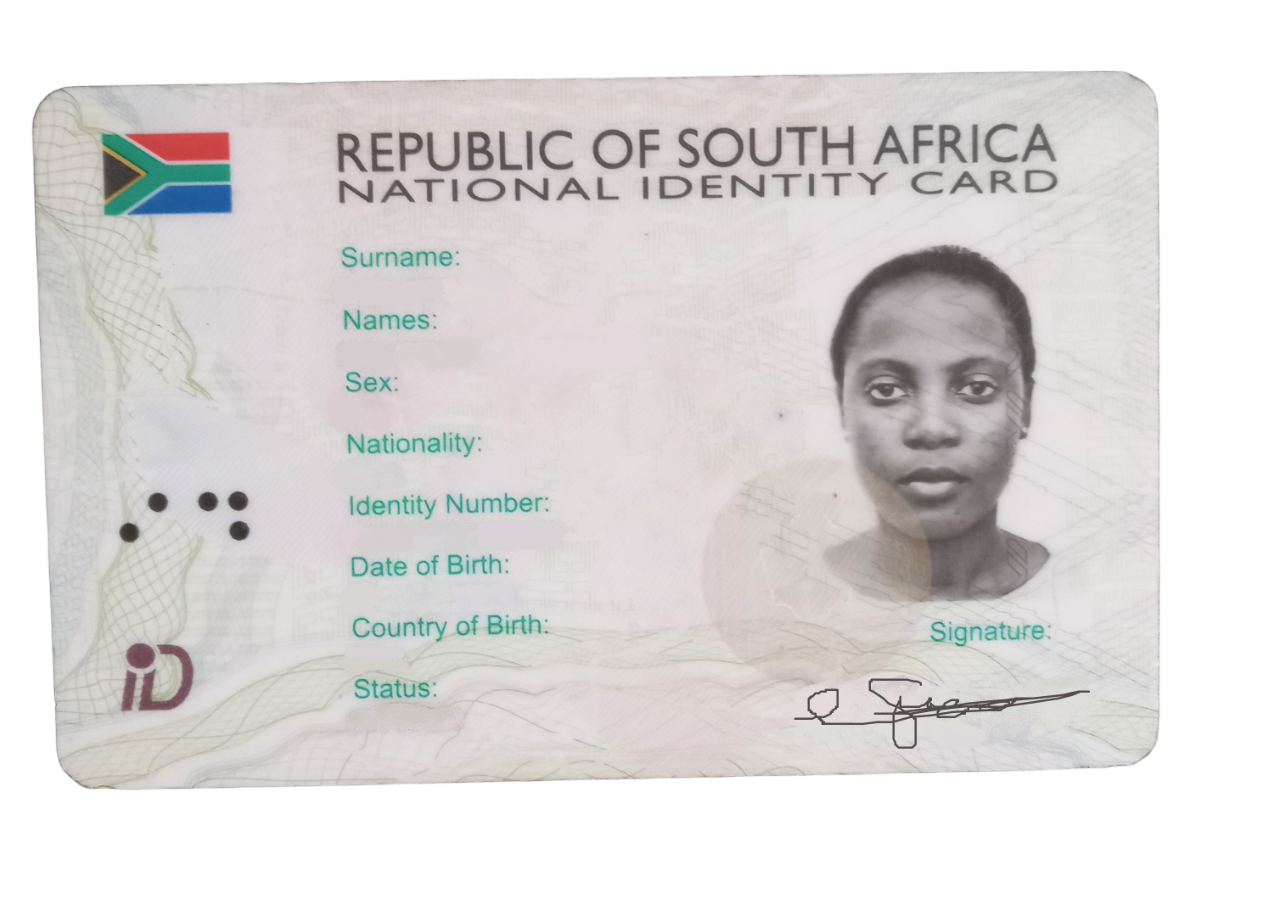 REPUBLIC OF SOUTH AFRICA
NATIONAL IDENTITY CARD
Surname:
Names:
Sex:
Nationality:
Identity Number:
Date of Birth:
Country of Birth:
Status:
Signature:
iD